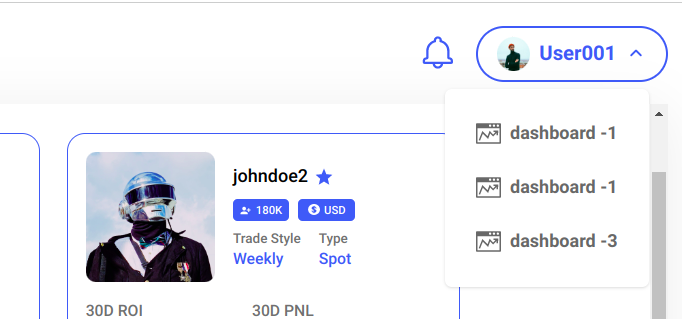 User001
dashboard -1
dashboard -1
dashboard -3
johndoe2
180K USD
Trade Style Type
Weekly Spot
30D ROI 30D PNL